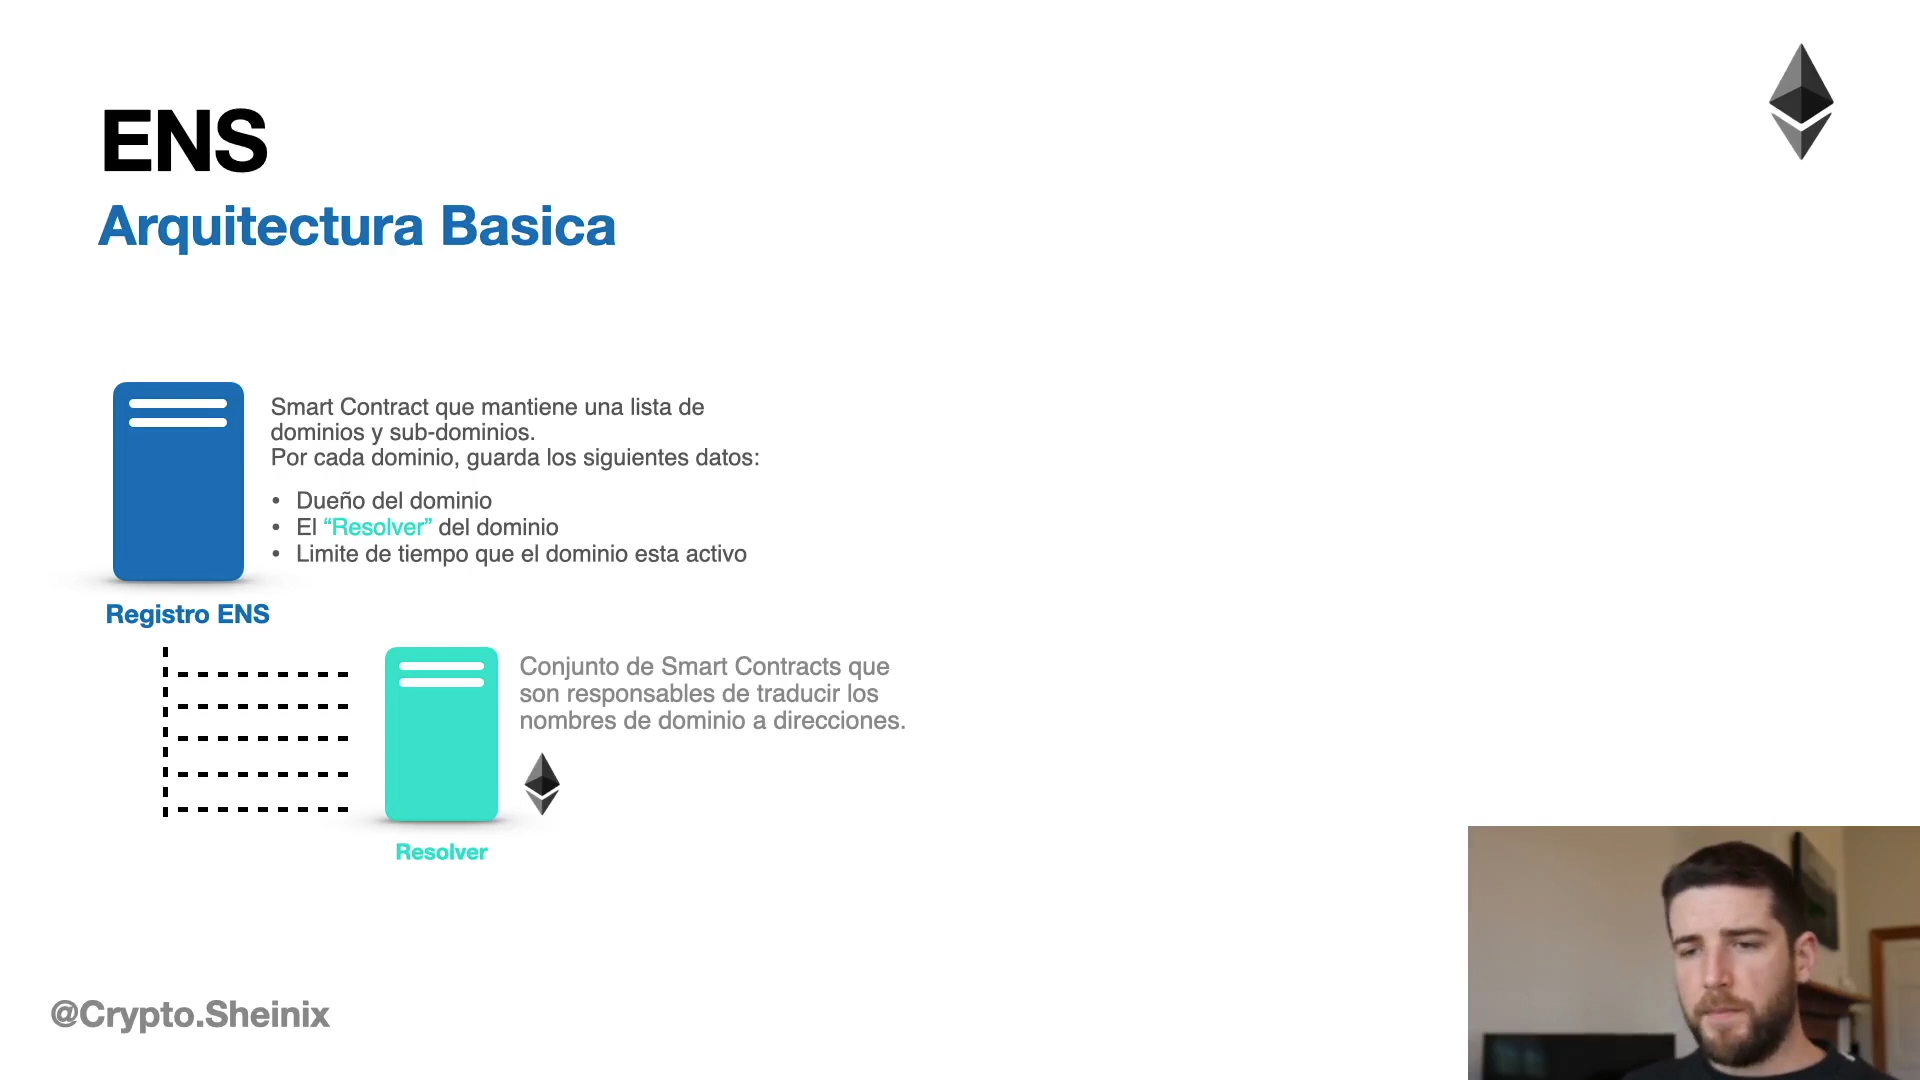 ENS
Arquitectura Basica
Smart Contract que mantiene una lista de
dominios y sub-dominios.
Por cada dominio, guarda los siguientes datos:
• Dueño del dominio
• El “Resolver” del dominio
• Limite de tiempo que el dominio esta activo
Registro ENS
Conjunto de Smart Contracts que
son responsables de traducir los
nombres de dominio a direcciones.
Resolver
@Crypto.Sheinix